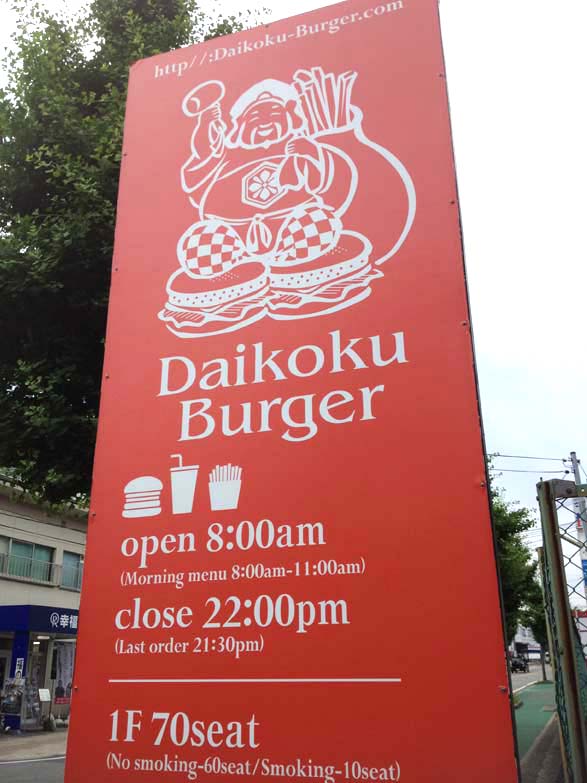 http//:Daikoku-Burger.com
Daikoku
Burger
open 8:00am
(Morning menu 8:00am-11:00am)
close 22:00pm
(Last order 21:30pm)
1F 70seat
(No smoking-60seat/Smoking-10seat)
幸福